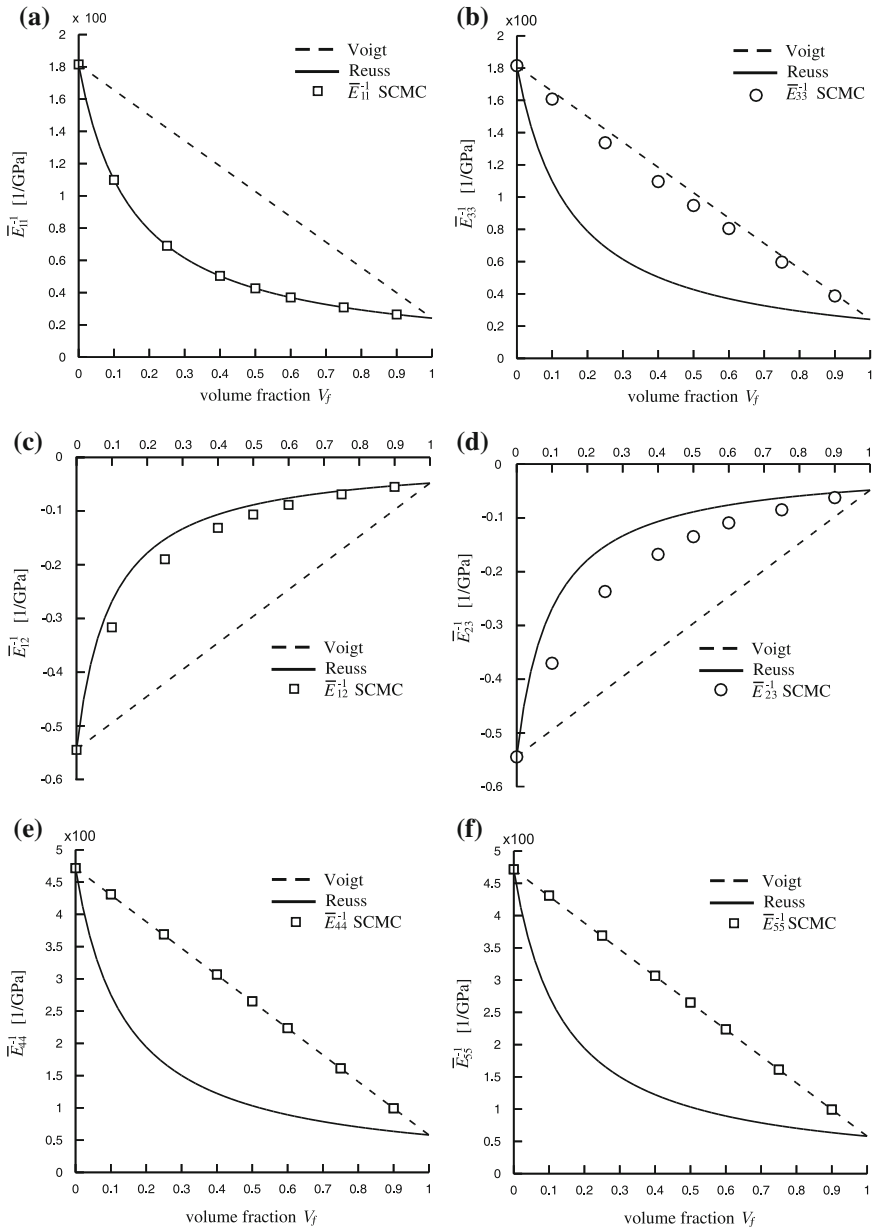 (a)
× 100
2
1.8
1.6
1.4
1.2
1
0.8
0.6
0.4
0.2
0
0 0.1 0.2 0.3 0.4 0.5 0.6 0.7 0.8 0.9 1
E̅₁₁⁻¹ [1/GPa]
volume fraction V_f
Voigt
Reuss
E̅₁₁⁻¹ SCMC
(b)
× 100
2
1.8
1.6
1.4
1.2
1
0.8
0.6
0.4
0.2
0
0 0.1 0.2 0.3 0.4 0.5 0.6 0.7 0.8 0.9 1
E̅₃₃⁻¹ [1/GPa]
volume fraction V_f
Voigt
Reuss
E̅₃₃⁻¹ SCMC
(c)
0 0.1 0.2 0.3 0.4 0.5 0.6 0.7 0.8 0.9 1
0
-0.1
-0.2
-0.3
-0.4
-0.5
-0.6
E̅₁₂⁻¹ [1/GPa]
Voigt
Reuss
E̅₁₂⁻¹ SCMC
(d)
0 0.1 0.2 0.3 0.4 0.5 0.6 0.7 0.8 0.9 1
0
-0.1
-0.2
-0.3
-0.4
-0.5
-0.6
E̅₂₃⁻¹ [1/GPa]
Voigt
Reuss
E̅₂₃⁻¹ SCMC
(e)
x100
5
4.5
4
3.5
3
2.5
2
1.5
1
0.5
0
0 0.1 0.2 0.3 0.4 0.5 0.6 0.7 0.8 0.9 1
E̅₄₄⁻¹ [1/GPa]
volume fraction V_f
Voigt
Reuss
E̅₄₄⁻¹ SCMC
(f)
x100
5
4.5
4
3.5
3
2.5
2
1.5
1
0.5
0
0 0.1 0.2 0.3 0.4 0.5 0.6 0.7 0.8 0.9 1
E̅₅₅⁻¹ [1/GPa]
volume fraction V_f
Voigt
Reuss
E̅₅₅⁻¹ SCMC